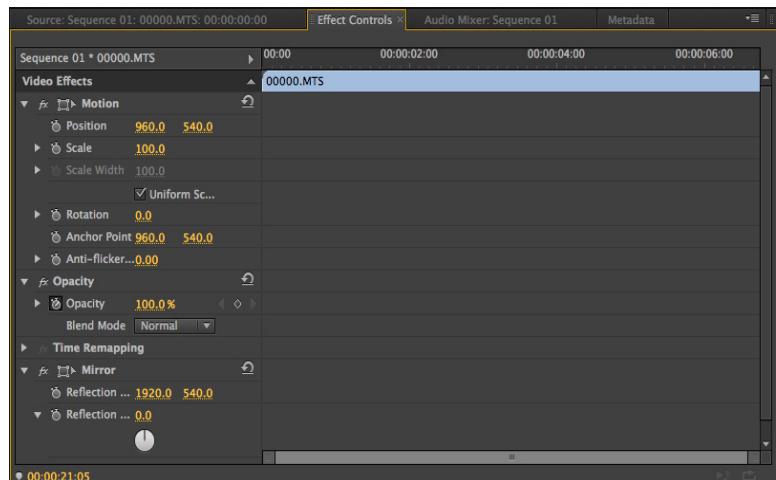 Source: Sequence 01: 00000.MTS: 00:00:00:00 Effect Controls × Audio Mixer: Sequence 01 Metadata
Sequence 01 * 00000.MTS 00:00 00:00:02:00 00:00:04:00 00:00:06:00
Video Effects 00000.MTS
fx Motion
Position 960.0 540.0
Scale 100.0
Scale Width 100.0
Uniform Sc...
Rotation 0.0
Anchor Point 960.0 540.0
Anti-flicker...0.00
fx Opacity
Opacity 100.0 %
Blend Mode Normal
fx Time Remapping
fx Mirror
Reflection ... 1920.0 540.0
Reflection ... 0.0
00:00:21:05